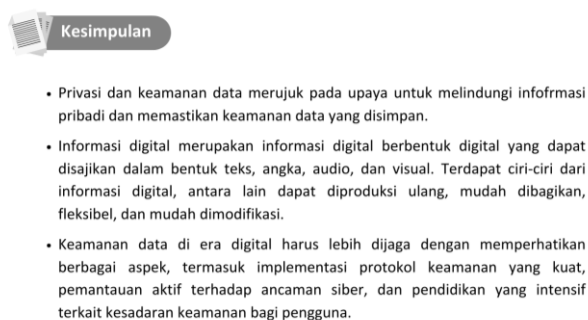 Kesimpulan
• Privasi dan keamanan data merujuk pada upaya untuk melindungi infofrmasi
pribadi dan memastikan keamanan data yang disimpan.
• Informasi digital merupakan informasi digital berbentuk digital yang dapat
disajikan dalam bentuk teks, angka, audio, dan visual. Terdapat ciri-ciri dari
informasi digital, antara lain dapat diproduksi ulang, mudah dibagikan,
fleksibel, dan mudah dimodifikasi.
• Keamanan data di era digital harus lebih dijaga dengan memperhatikan
berbagai aspek, termasuk implementasi protokol keamanan yang kuat,
pemantauan aktif terhadap ancaman siber, dan pendidikan yang intensif
terkait kesadaran keamanan bagi pengguna.